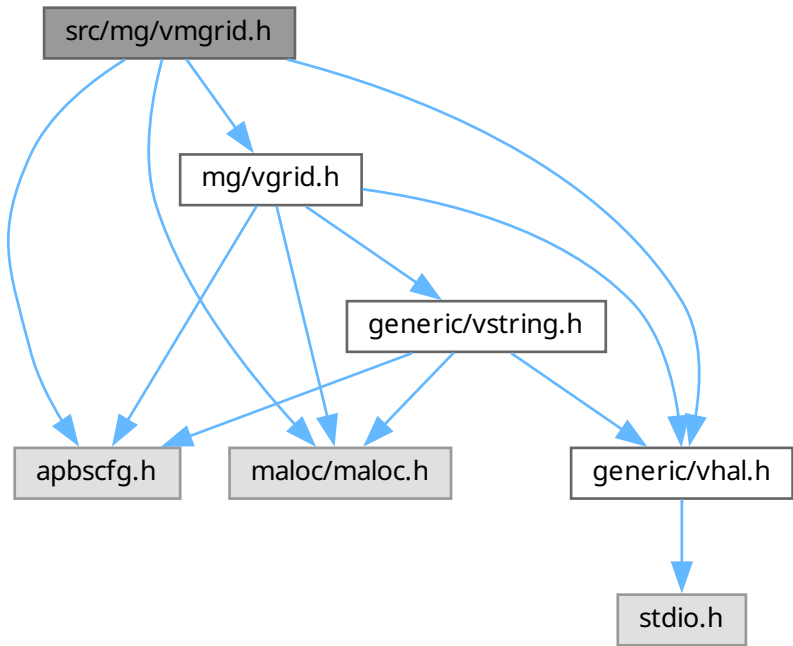 src/mg/vmgrid.h
mg/vgrid.h
generic/vstring.h
apbscfg.h
maloc/maloc.h
generic/vhal.h
stdio.h